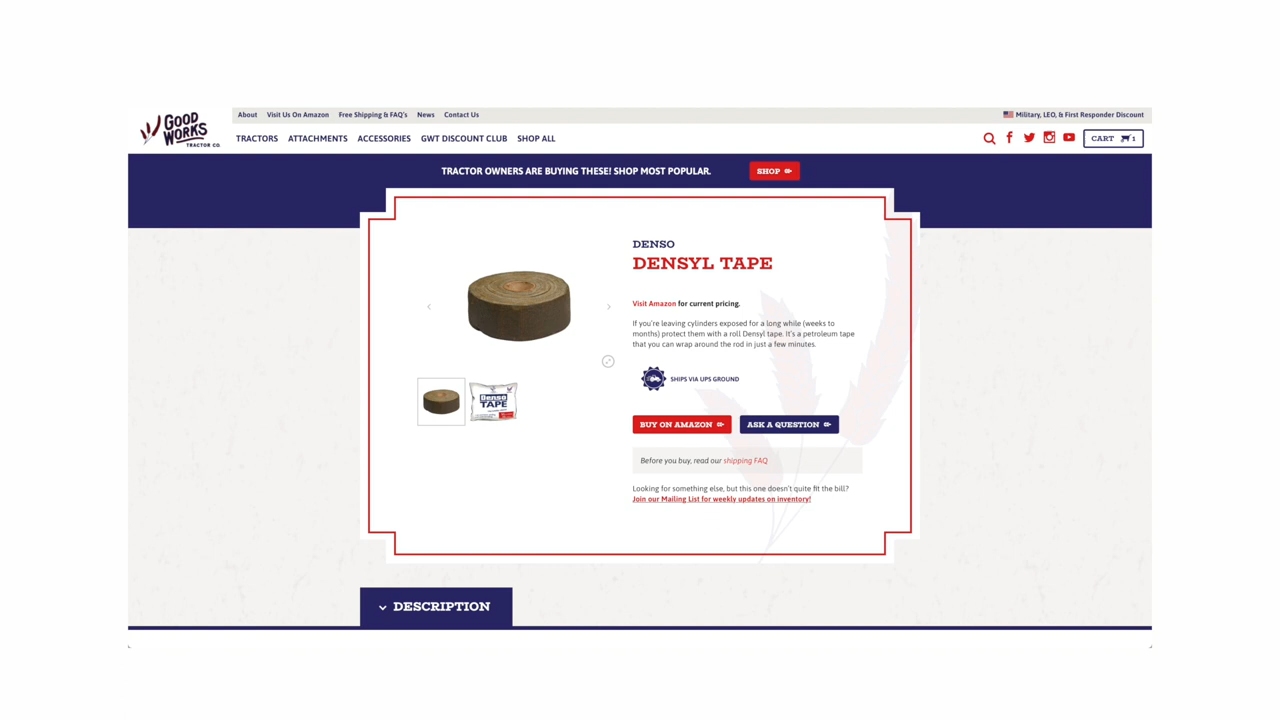 GOOD
WORKS
TRACTOR CO
About Visit Us On Amazon Free Shipping & FAQ's News Contact Us
Military, LEO, & First Responder Discount
TRACTORS ATTACHMENTS ACCESSORIES GWT DISCOUNT CLUB SHOP ALL
CART 1
TRACTOR OWNERS ARE BUYING THESE! SHOP MOST POPULAR.
SHOP
DENSO
DENSYL TAPE
Visit Amazon for current pricing.
If you're leaving cylinders exposed for a long while (weeks to
months) protect them with a roll Densyl tape. It's a petroleum tape
that you can wrap around the rod in just a few minutes.
SHIPS VIA UPS GROUND
Denso
TAPE
BUY ON AMAZON
ASK A QUESTION
Before you buy, read our shipping FAQ
Looking for something else, but this one doesn't quite fit the bill?
Join our Mailing List for weekly updates on inventory!
DESCRIPTION